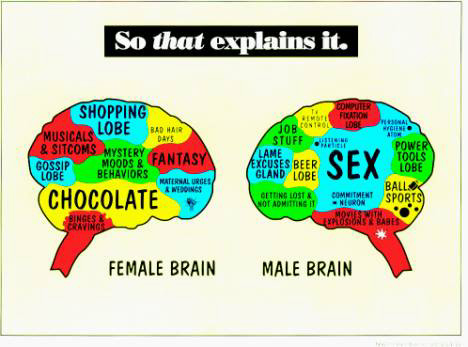 So that explains it.
SHOPPING
LOBE
BAD HAIR
DAYS
MUSICALS
& SITCOMS
MYSTERY
MOODS &
BEHAVIORS
FANTASY
GOSSIP
LOBE
MATERNAL URGES
& WEDDINGS
CHOCOLATE
BINGES &
CRAVINGS
FEMALE BRAIN
TV
REMOTE
CONTROL
COMPUTER
FIXATION
LOBE
PERSONAL
HYGIENE
ATOM
JOB
STUFF
LISTENING
PARTICLE
POWER
TOOLS
LOBE
LAME
EXCUSES
GLAND
BEER
LOBE
SEX
GETTING LOST &
NOT ADMITTING IT
COMMITMENT
NEURON
BALL
SPORTS
MOVIES WITH
EXPLOSIONS & BABES
MALE BRAIN